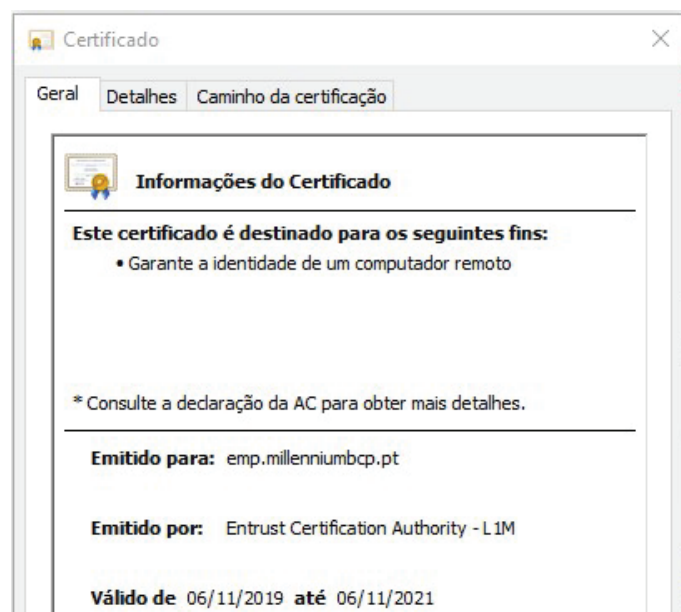 Certificado
Geral Detalhes Caminho da certificação
Informações do Certificado
Este certificado é destinado para os seguintes fins:
• Garante a identidade de um computador remoto
* Consulte a declaração da AC para obter mais detalhes.
Emitido para: emp.millenniumbcp.pt
Emitido por: Entrust Certification Authority - L1M
Válido de 06/11/2019 até 06/11/2021